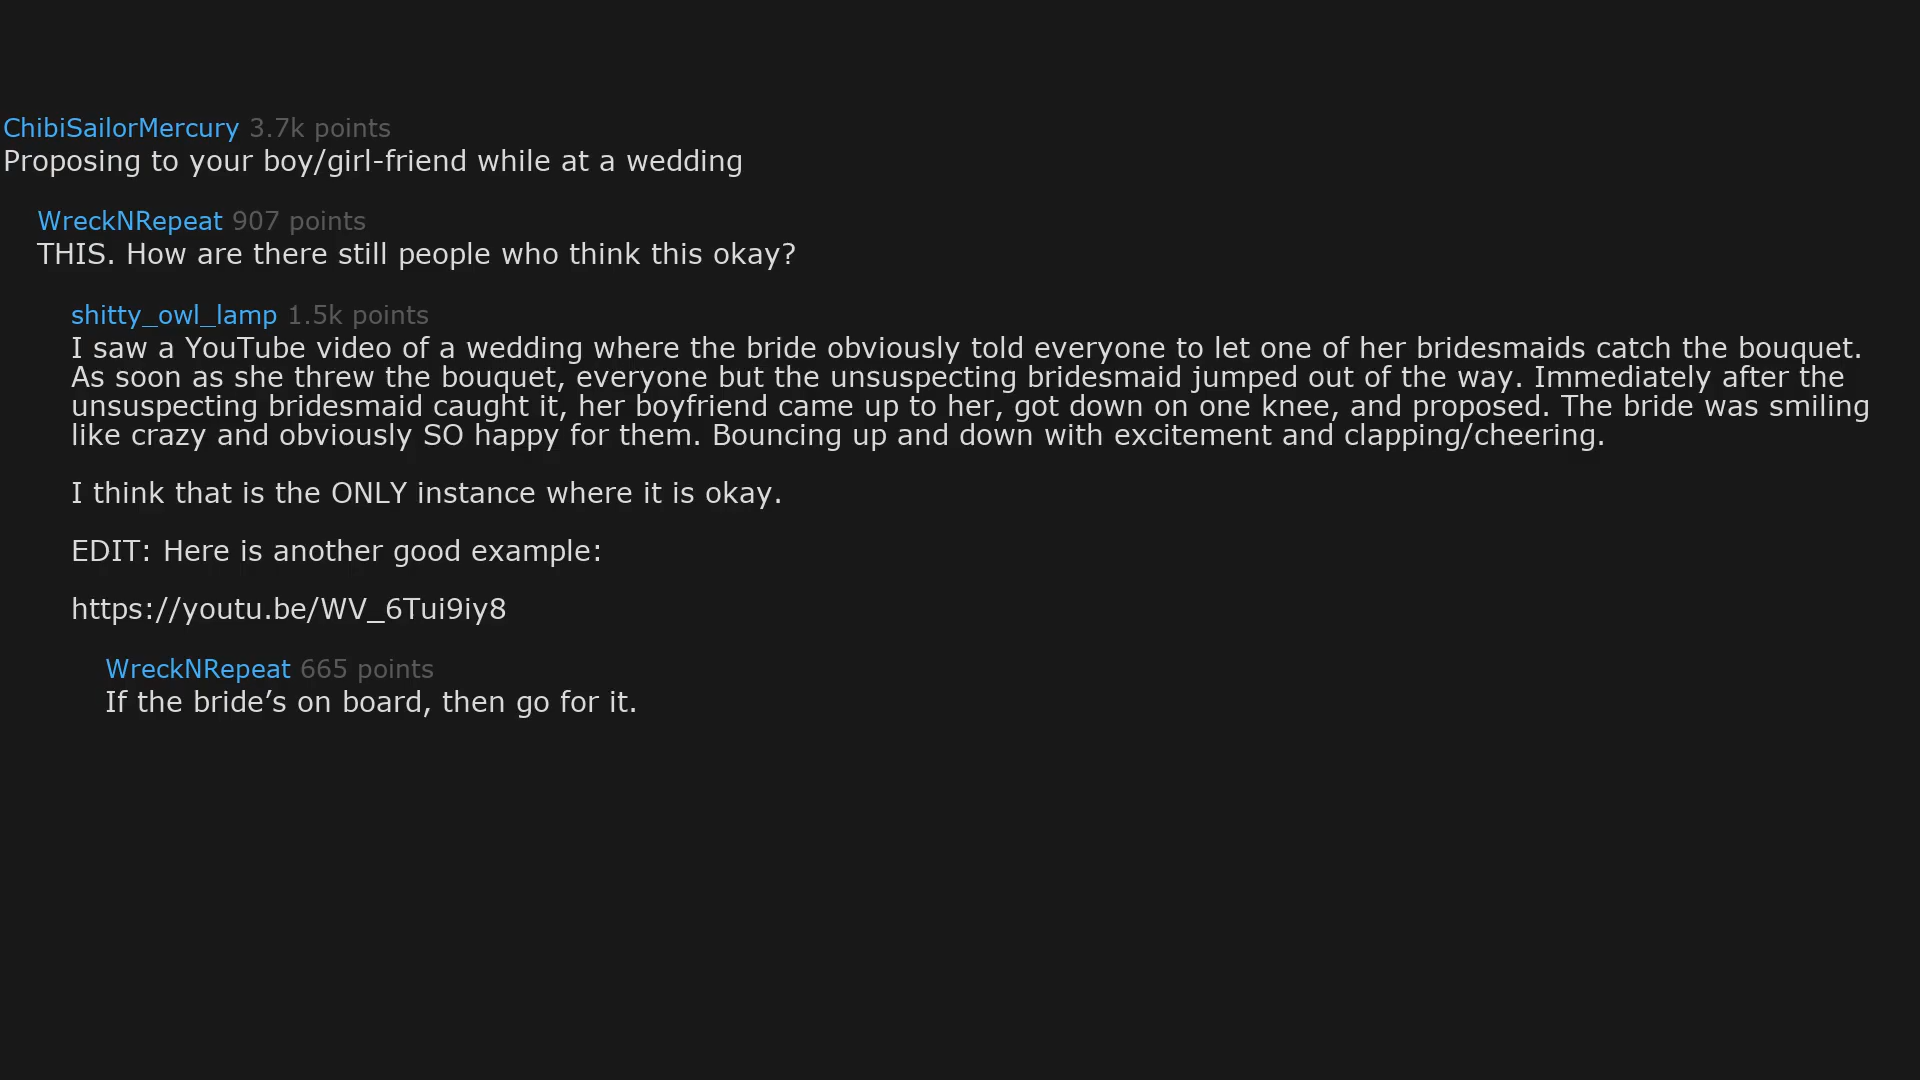 ChibiSailorMercury 3.7k points
Proposing to your boy/girl-friend while at a wedding
WreckNRepeat 907 points
THIS. How are there still people who think this okay?
shitty_owl_lamp 1.5k points
I saw a YouTube video of a wedding where the bride obviously told everyone to let one of her bridesmaids catch the bouquet.
As soon as she threw the bouquet, everyone but the unsuspecting bridesmaid jumped out of the way. Immediately after the
unsuspecting bridesmaid caught it, her boyfriend came up to her, got down on one knee, and proposed. The bride was smiling
like crazy and obviously SO happy for them. Bouncing up and down with excitement and clapping/cheering.
I think that is the ONLY instance where it is okay.
EDIT: Here is another good example:
https://youtu.be/WV_6Tui9iy8
WreckNRepeat 665 points
If the bride’s on board, then go for it.